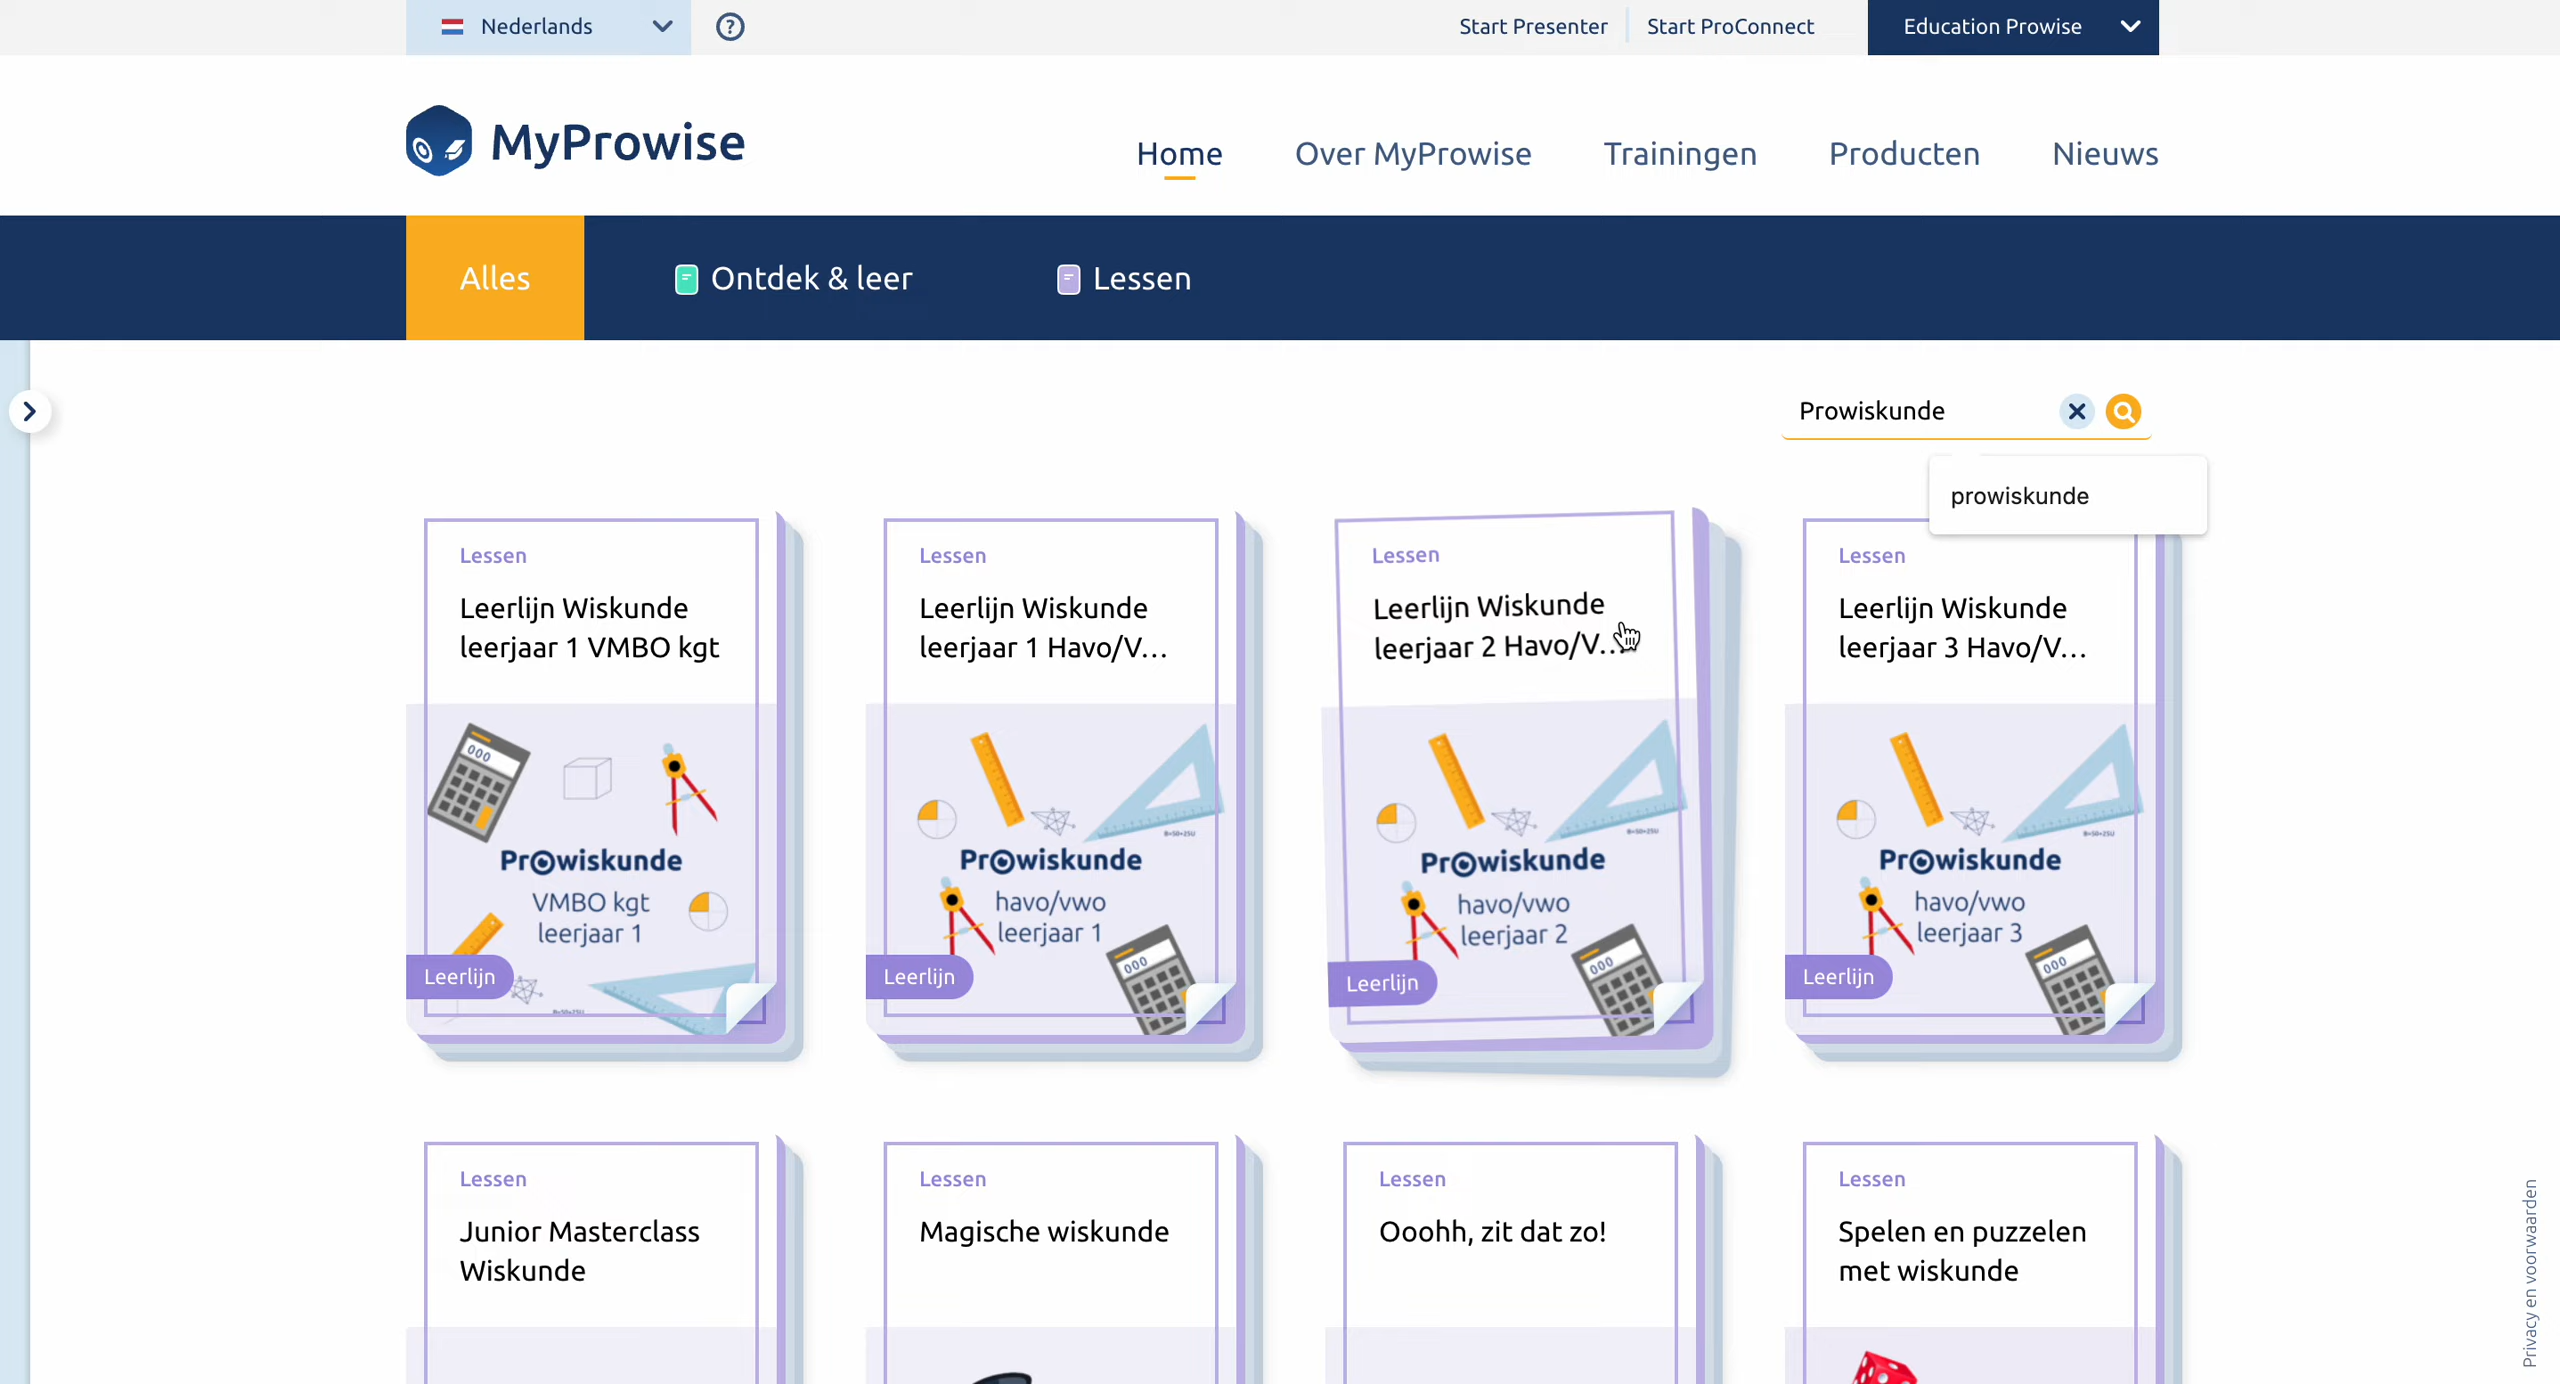 Nederlands
Start Presenter
Start ProConnect
Education Prowise
MyProwise
Home
Over MyProwise
Trainingen
Producten
Nieuws
Alles
Ontdek & leer
Lessen
Prowiskunde
prowiskunde
Lessen
Leerlijn Wiskunde
leerjaar 1 VMBO kgt
000
Prowiskunde
VMBO kgt
leerjaar 1
Leerlijn
Lessen
Leerlijn Wiskunde
leerjaar 1 Havo/V...
Prowiskunde
havo/vwo
leerjaar 1
000
Leerlijn
Lessen
Leerlijn Wiskunde
leerjaar 2 Havo/V...
Prowiskunde
havo/vwo
leerjaar 2
000
Leerlijn
Lessen
Leerlijn Wiskunde
leerjaar 3 Havo/V...
Prowiskunde
havo/vwo
leerjaar 3
000
Leerlijn
Lessen
Junior Masterclass
Wiskunde
Lessen
Magische wiskunde
Lessen
Ooohh, zit dat zo!
Lessen
Spelen en puzzelen
met wiskunde
Privacy en voorwaarden